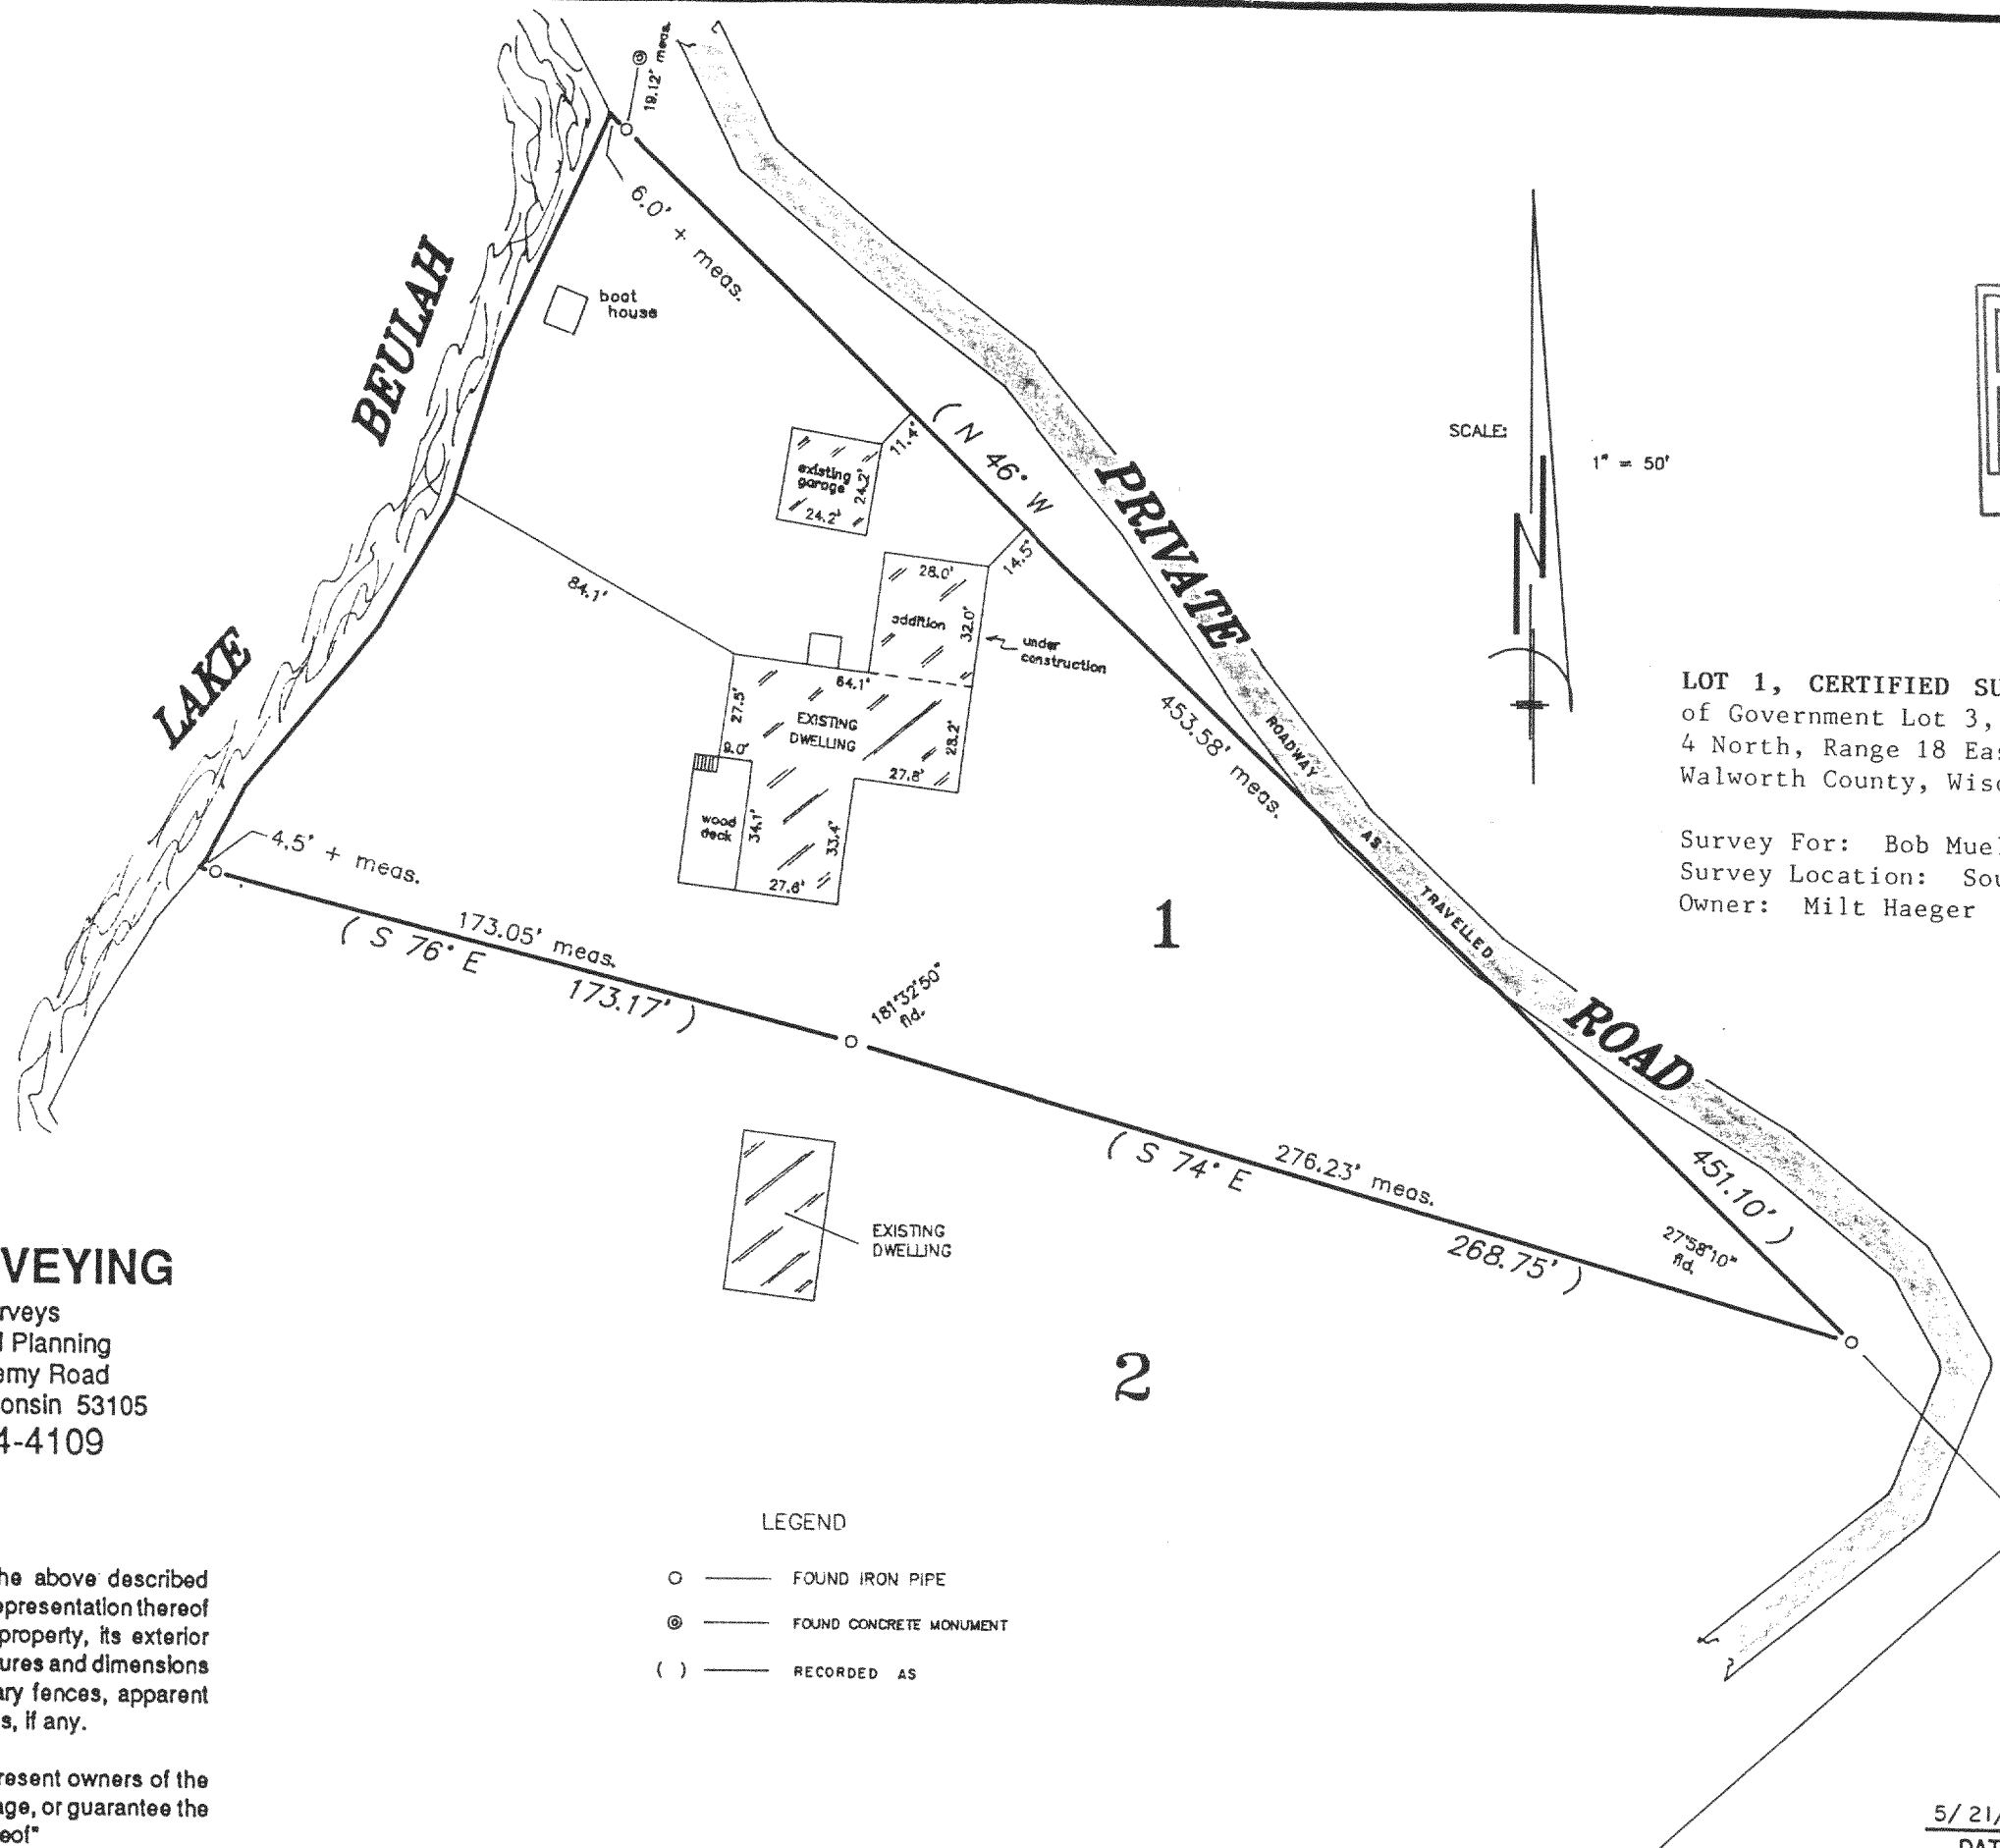 19.12' meas.
6.0' + meas.
boat
house
BEULAH
LAKE
PRIVATE
ROAD
ROADWAY
AS
TRAVELLED
( N 46° W
453.58' meas.
451.10' )
11.4'
existing
garage
24.2'
24.2'
14.5'
28.0'
addition
32.0'
under
construction
84.1'
64.1'
27.5'
EXISTING
DWELLING
28.2'
9.0'
27.8'
wood
deck
34.1'
33.4'
27.6'
4.5' + meas.
173.05' meas.
( S 76° E
173.17' )
181°32'50"
fld.
1
( S 74° E
276.23' meas.
268.75' )
27°58'10"
fld.
EXISTING
DWELLING
2
SCALE:
1" = 50'
N
LOT 1, CERTIFIED SU
of Government Lot 3,
4 North, Range 18 Eas
Walworth County, Wisc
Survey For: Bob Muel
Survey Location: Sou
Owner: Milt Haeger
VEYING
rveys
Planning
emy Road
onsin 53105
4-4109
LEGEND
FOUND IRON PIPE
FOUND CONCRETE MONUMENT
( ) RECORDED AS
he above described
epresentation thereof
property, its exterior
ures and dimensions
ary fences, apparent
s, if any.
resent owners of the
age, or guarantee the
eof"
5/21/
DAT